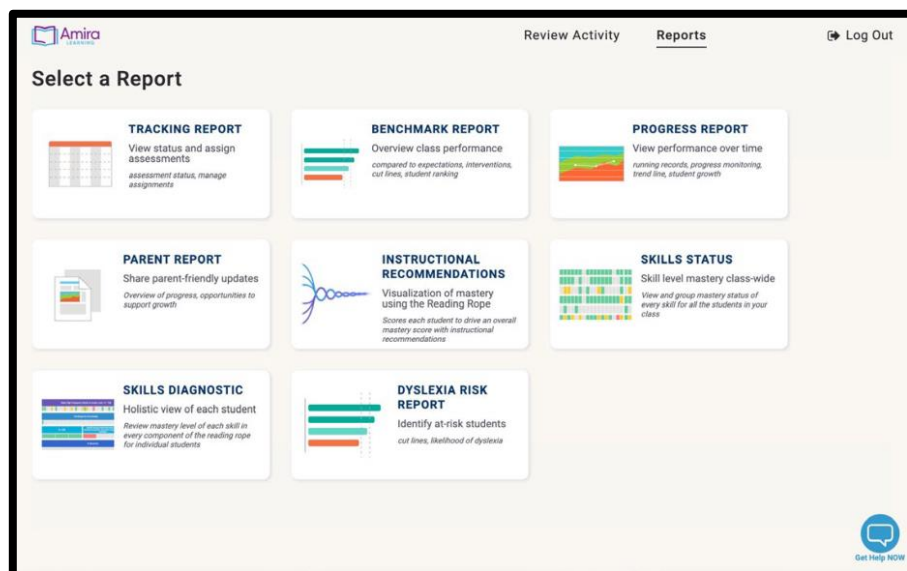 Amira
LEARNING
Review Activity
Reports
Log Out
Select a Report
TRACKING REPORT
View status and assign
assessments
assessment status, manage
assignments
BENCHMARK REPORT
Overview class performance
compared to expectations, interventions,
cut lines, student ranking
PROGRESS REPORT
View performance over time
running records, progress monitoring,
trend line, student growth
PARENT REPORT
Share parent-friendly updates
Overview of progress, opportunities to
support growth
INSTRUCTIONAL
RECOMMENDATIONS
Visualization of mastery
using the Reading Rope
Scores each student to drive an overall
mastery score with instructional
recommendations
SKILLS STATUS
Skill level mastery class-wide
View and group mastery status of
every skill for all the students in your
class
SKILLS DIAGNOSTIC
Holistic view of each student
Review mastery level of each skill in
every component of the reading rope
for individual students
DYSLEXIA RISK
REPORT
Identify at-risk students
cut lines, likelihood of dyslexia
Get Help NOW